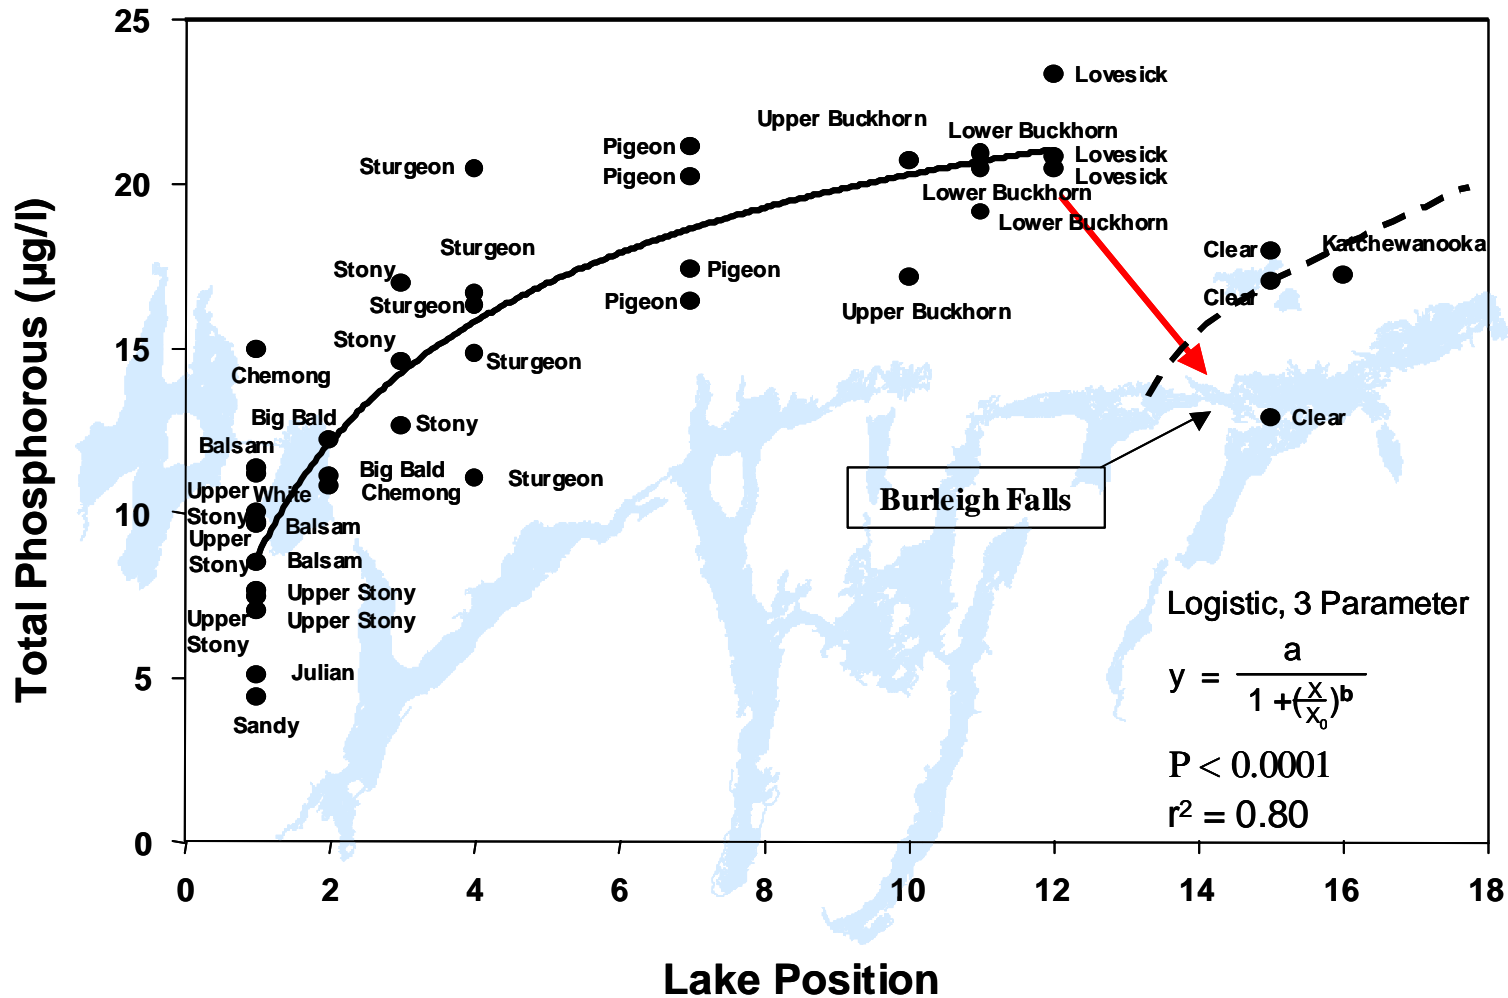 25
20
15
10
5
0
Total Phosphorous (µg/l)
Lovesick
Upper Buckhorn
Lower Buckhorn
Pigeon
Lovesick
Sturgeon
Pigeon
Lovesick
Lower Buckhorn
Lower Buckhorn
Sturgeon
Clear
Katchewanooka
Stony
Pigeon
Clear
Sturgeon
Pigeon
Upper Buckhorn
Stony
Sturgeon
Chemong
Big Bald
Stony
Clear
Balsam
Big Bald
Sturgeon
Upper
Stony
White
Chemong
Burleigh Falls
Balsam
Upper
Stony
Balsam
Upper Stony
Upper
Stony
Upper Stony
Julian
Sandy
Logistic, 3 Parameter
y = a
1 +(x
x0)b
P < 0.0001
r2 = 0.80
0 2 4 6 8 10 12 14 16 18
Lake Position